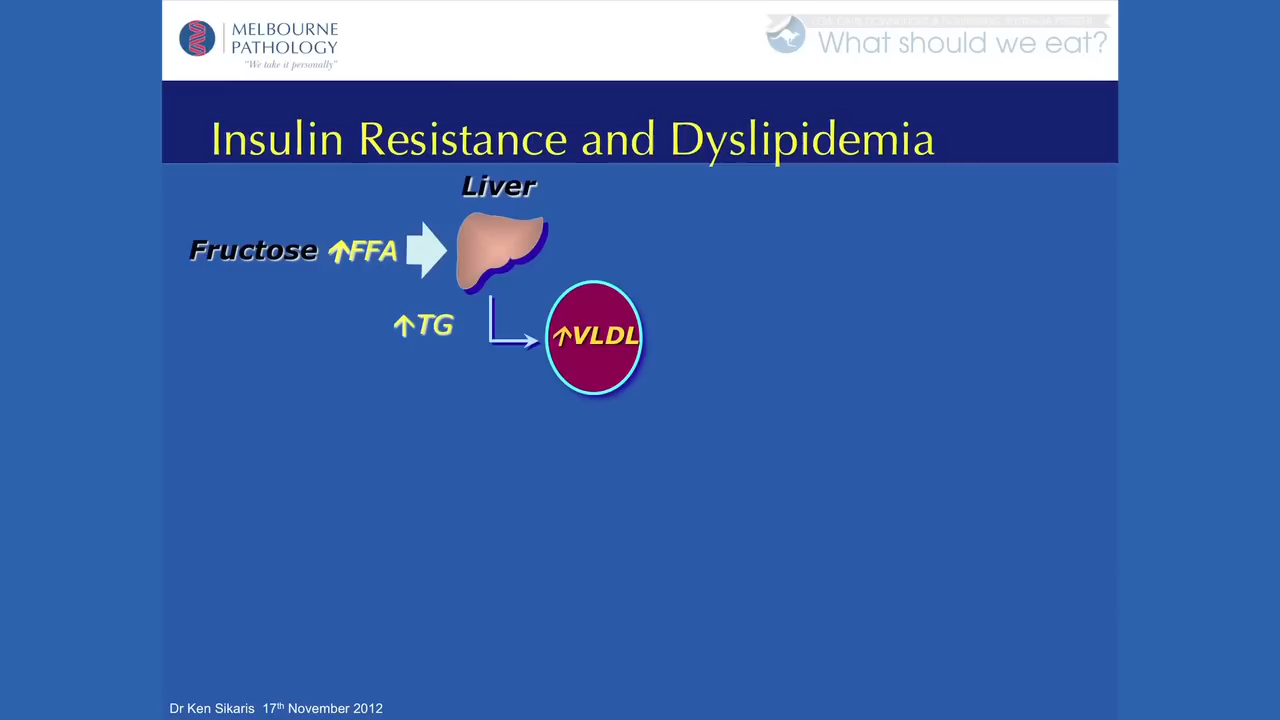 MELBOURNE
PATHOLOGY
"We take it personally"
What should we eat?
Insulin Resistance and Dyslipidemia
Liver
Fructose ↑FFA
↑TG
↑VLDL
Dr Ken Sikaris 17th November 2012